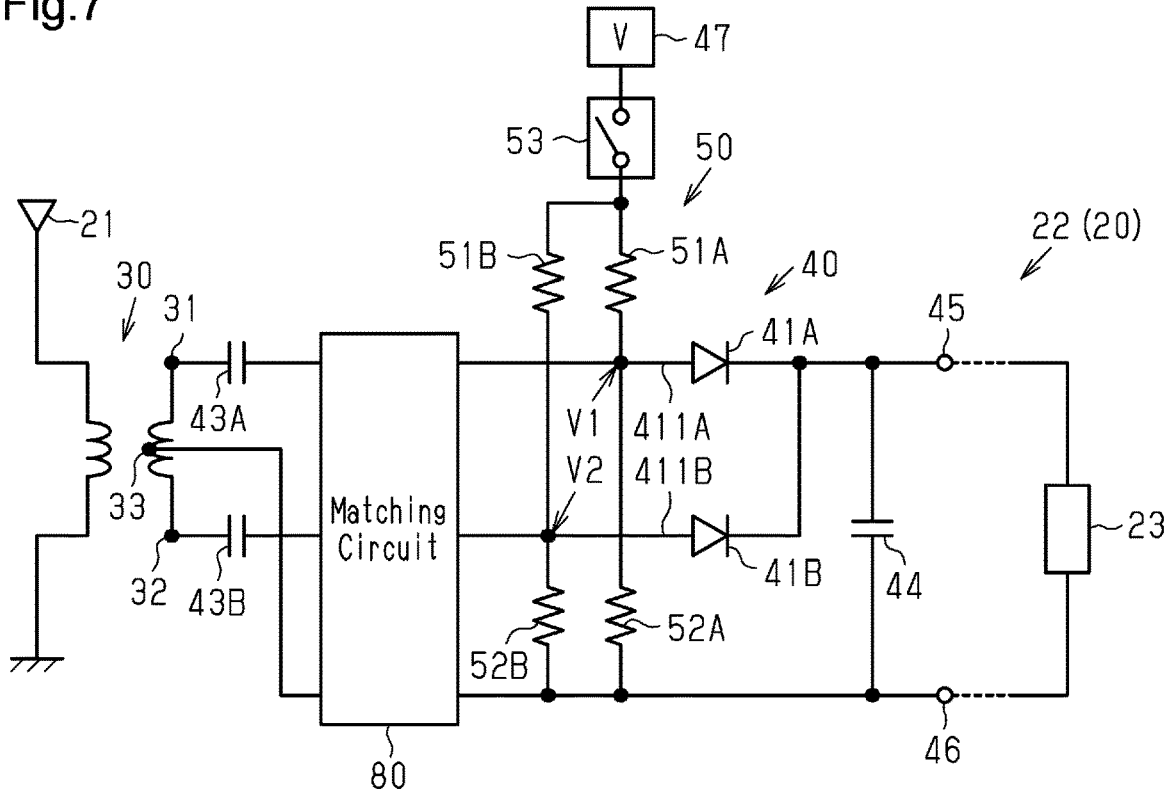 Fig.7
V
47
53
50
21
51B
51A
22 (20)
30
31
40
45
41A
43A
V1
411A
33
V2
411B
Matching
Circuit
23
32
43B
41B
44
52B
52A
46
80